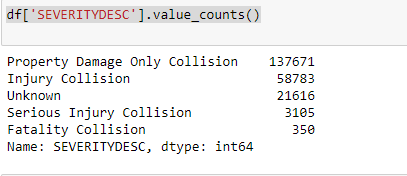 df['SEVERITYDESC'].value_counts()
Property Damage Only Collision    137671
Injury Collision                   58783
Unknown                            21616
Serious Injury Collision            3105
Fatality Collision                   350
Name: SEVERITYDESC, dtype: int64